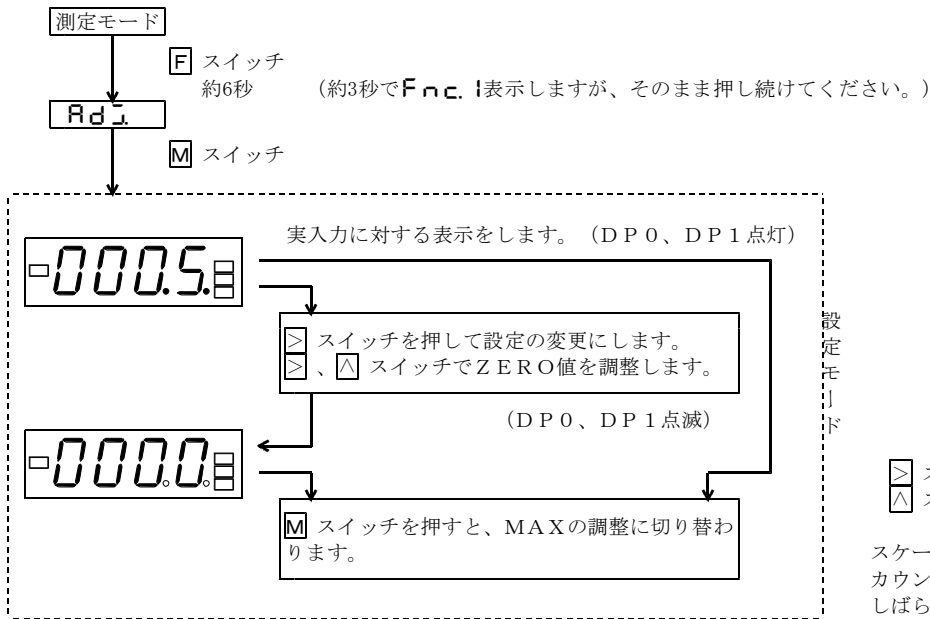 測定モード
F スイッチ
約6秒 （約3秒でFnc. 1表示しますが、そのまま押し続けてください。）
Adj.
M スイッチ
実入力に対する表示をします。（ＤＰ０、ＤＰ１点灯）
-000.5.
> スイッチを押して設定の変更にします。
> 、∧ スイッチでＺＥＲＯ値を調整します。
設定モード
（ＤＰ０、ＤＰ１点滅）
-000.0.
M スイッチを押すと、ＭＡＸの調整に切り替わ
ります。
> ス
∧ ス
スケー
カウン
しばら